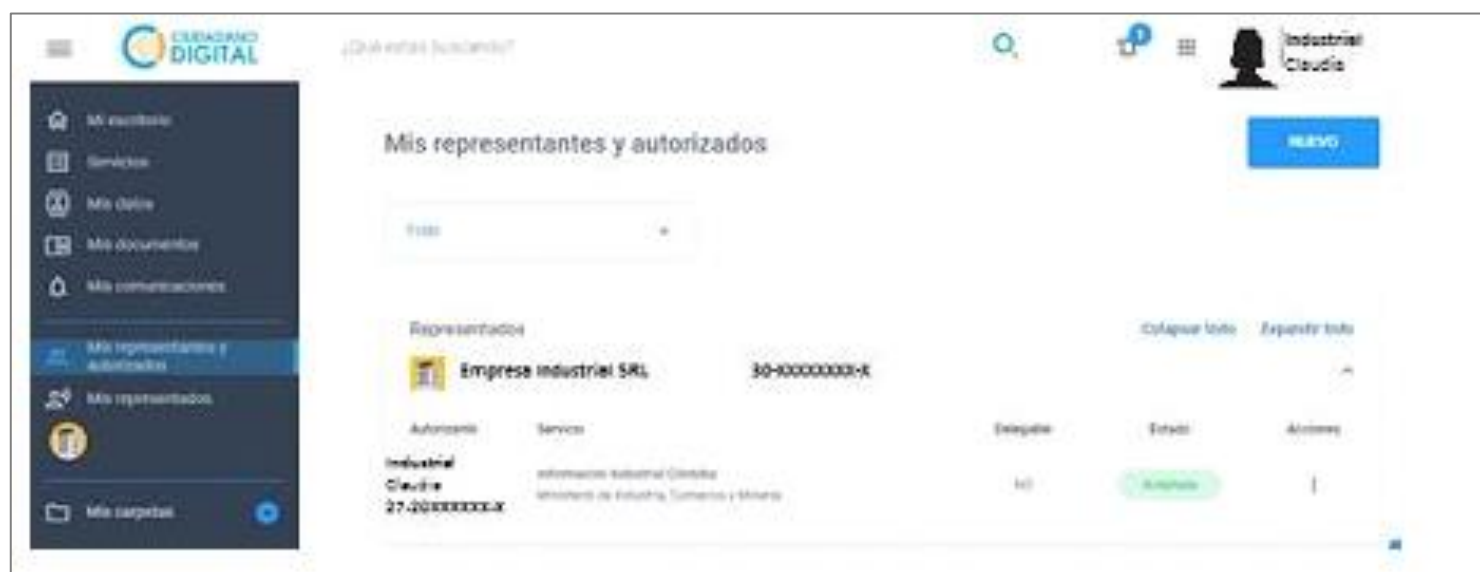 CIUDADANO
DIGITAL
¿Qué estas buscando?
Industrial
Claudia
Mi escritorio
Servicios
Mis datos
Mis documentos
Mis comunicaciones
Mis representantes y
autorizados
Mis representados
Mis carpetas
Mis representantes y autorizados
NUEVO
Todo
Representados
Colapsar todo Expandir todo
Empresa Industrial SRL 30-XXXXXXXX-X
Autorizante Servicio Delegable Estado Acciones
Industrial
Claudia
27-20XXXXXX-X
Información Industrial Córdoba
Ministerio de Industria, Comercio y Minería
NO